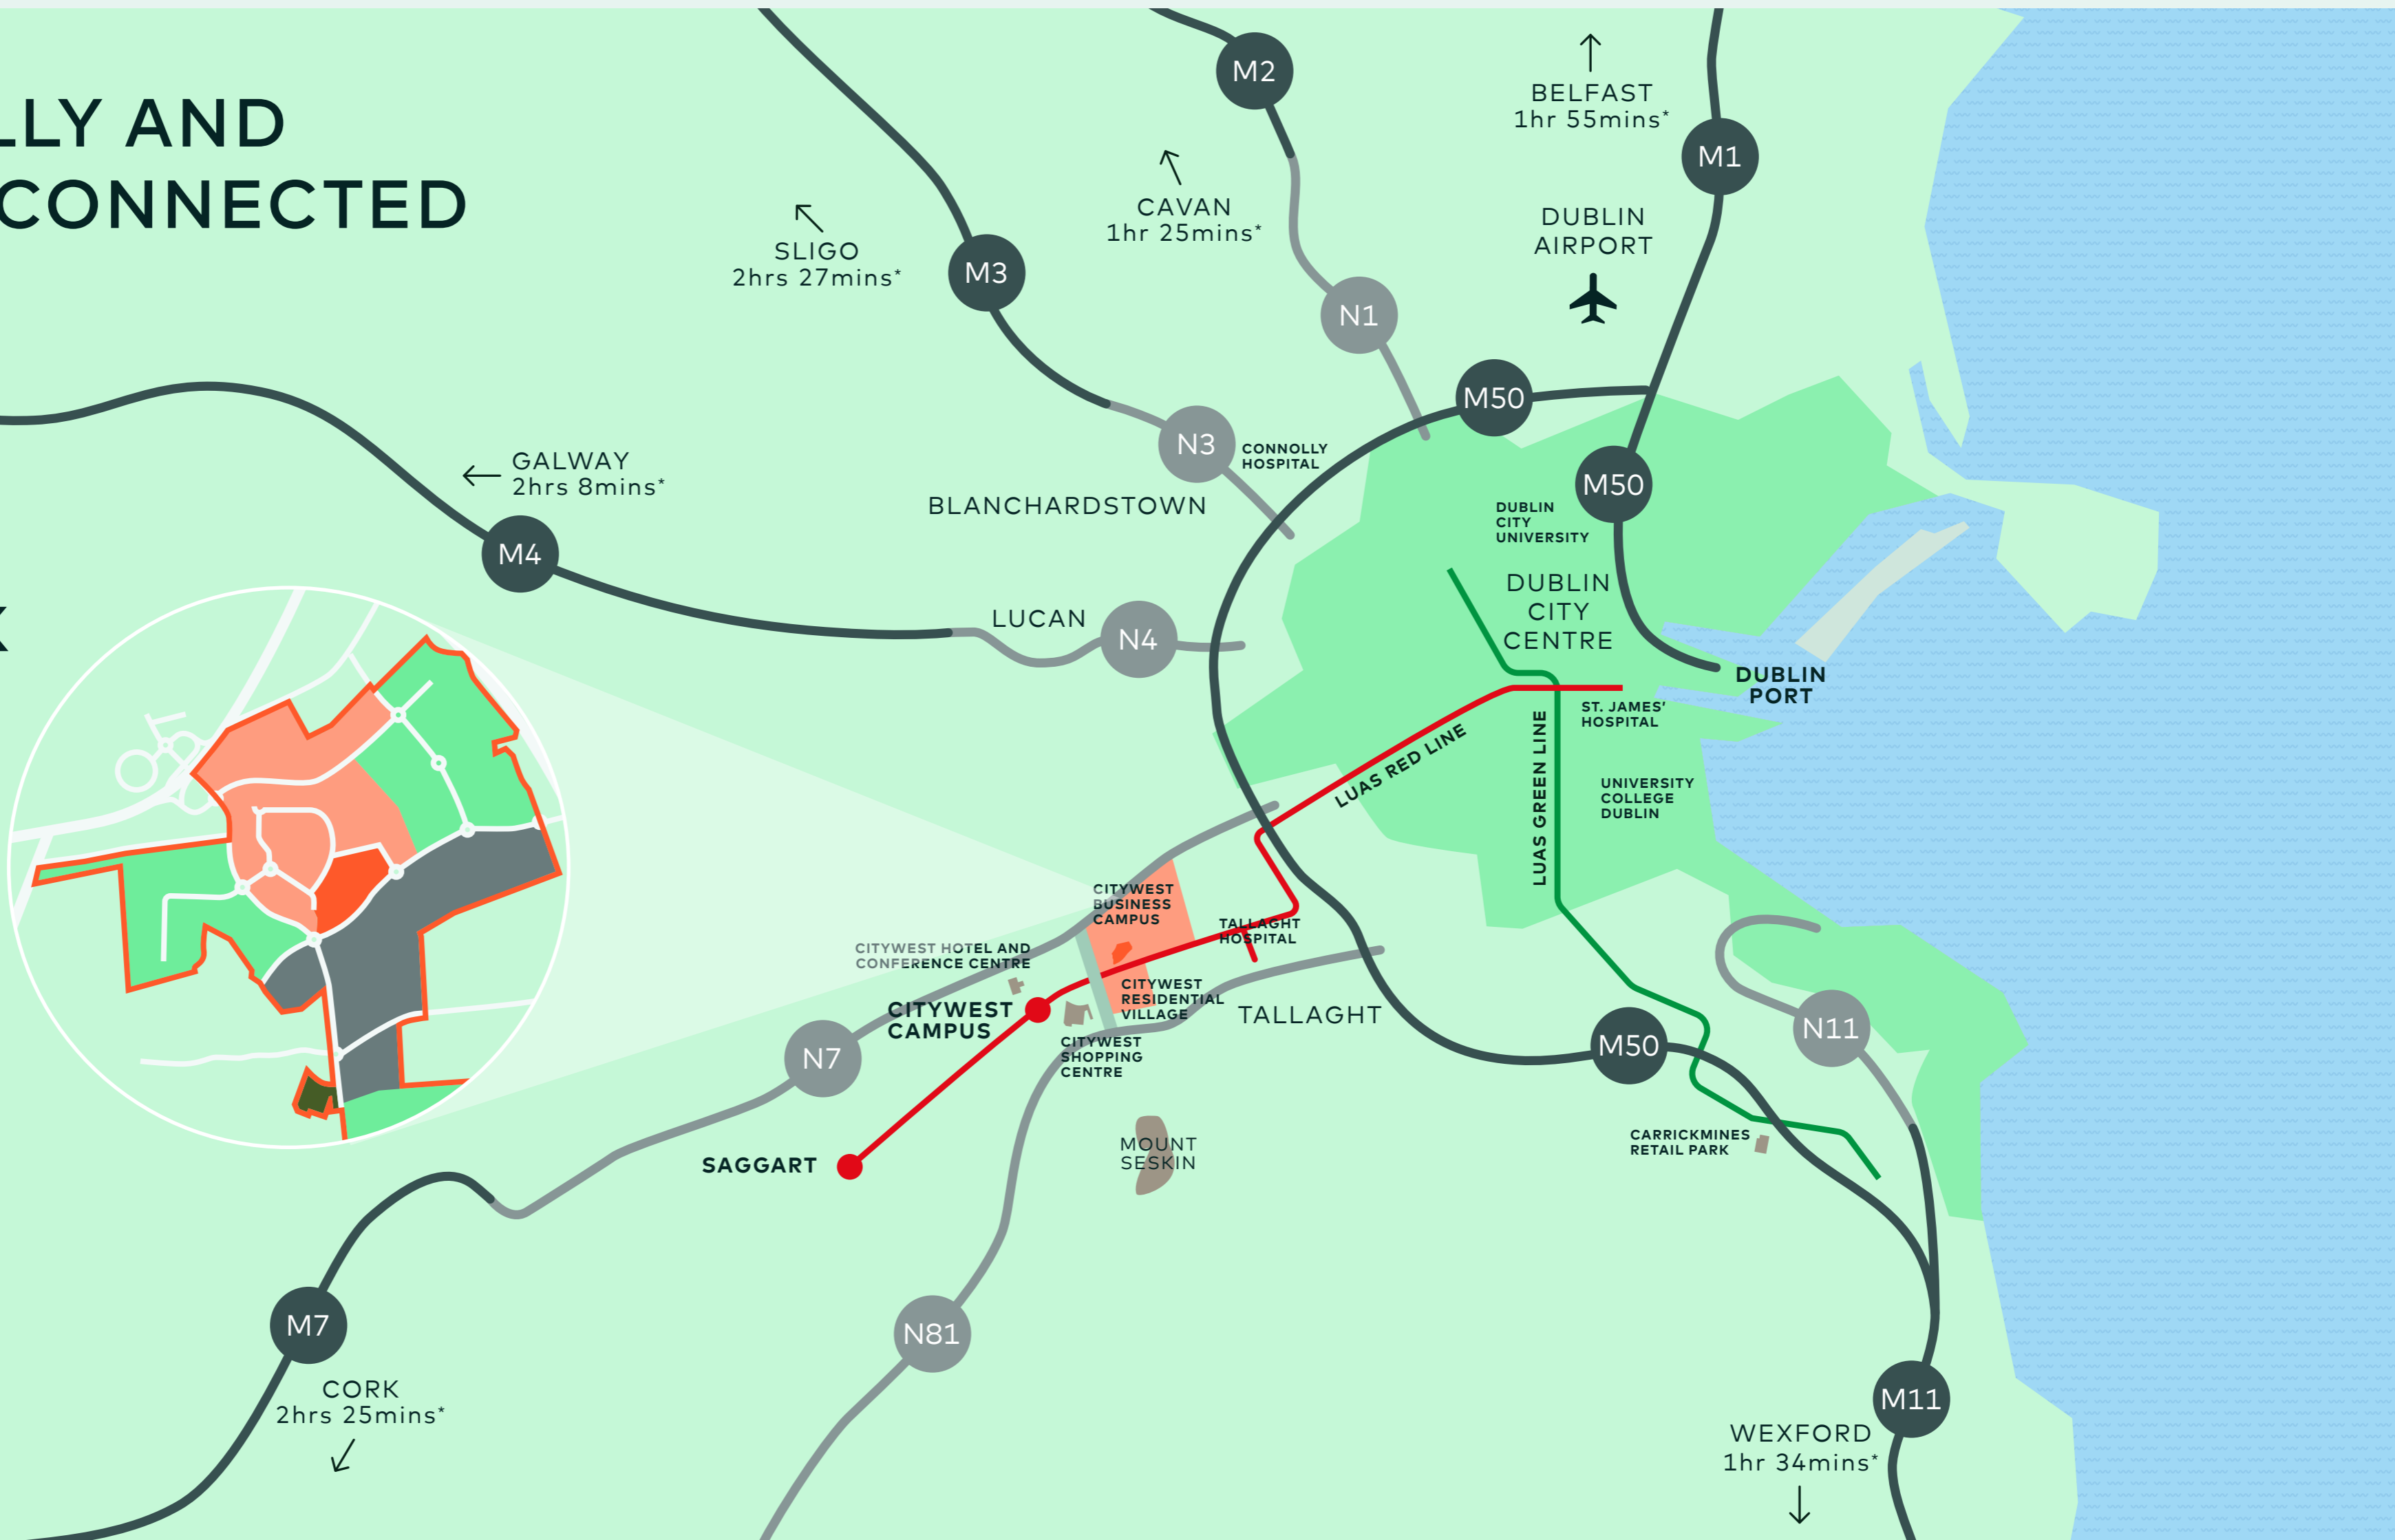 LLY AND
CONNECTED
M2
BELFAST
1hr 55mins*
M1
CAVAN
1hr 25mins*
DUBLIN
AIRPORT
SLIGO
2hrs 27mins*
M3
N1
M50
N3
CONNOLLY
HOSPITAL
GALWAY
2hrs 8mins*
M50
BLANCHARDSTOWN
DUBLIN
CITY
UNIVERSITY
M4
DUBLIN
CITY
CENTRE
LUCAN
N4
K
DUBLIN
PORT
ST. JAMES'
HOSPITAL
LUAS RED LINE
LUAS GREEN LINE
UNIVERSITY
COLLEGE
DUBLIN
CITYWEST
BUSINESS
CAMPUS
TALLAGHT
HOSPITAL
CITYWEST HOTEL AND
CONFERENCE CENTRE
CITYWEST
RESIDENTIAL
VILLAGE
CITYWEST
CAMPUS
TALLAGHT
N7
CITYWEST
SHOPPING
CENTRE
M50
N11
MOUNT
SESKIN
CARRICKMINES
RETAIL PARK
SAGGART
M7
N81
CORK
2hrs 25mins*
M11
WEXFORD
1hr 34mins*